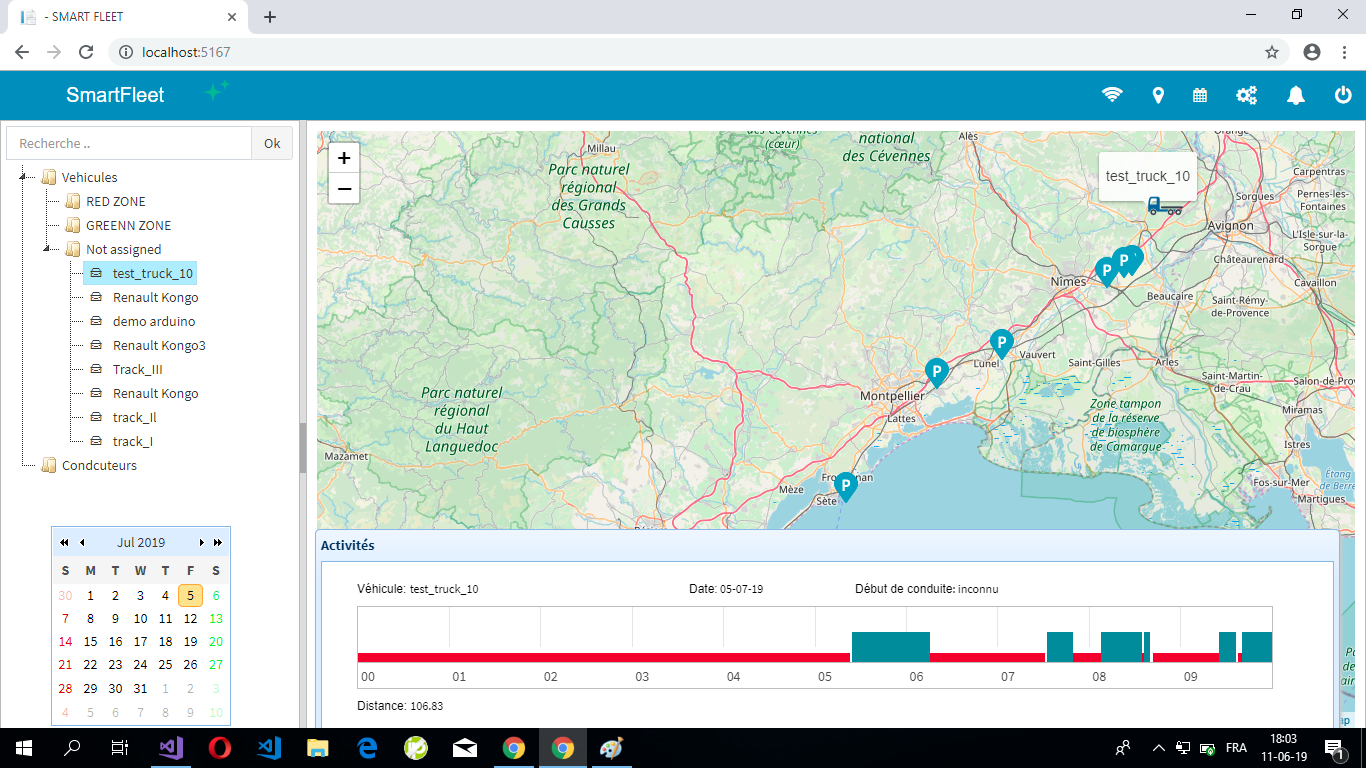 - SMART FLEET
localhost:5167
SmartFleet
Recherche ..
Ok
Vehicules
RED ZONE
GREENN ZONE
Not assigned
test_truck_10
Renault Kongo
demo arduino
Renault Kongo3
Track_III
Renault Kongo
track_II
track_I
Condcuteurs
Jul 2019
S M T W T F S
30 1 2 3 4 5 6
7 8 9 10 11 12 13
14 15 16 17 18 19 20
21 22 23 24 25 26 27
28 29 30 31 1 2 3
4 5 6 7 8 9 10
+
−
des Cévennes
(cœur)
national
des Cévennes
Alès
Orange
Millau
Parc naturel
régional
des Grands
Causses
test_truck_10
Carpentras
Pernes-les-
Fontaines
Sorgues
Avignon
L'Isle-sur-la-
Sorgue
Châteaurenard
Cavaillon
P
P
Nîmes
Beaucaire
Saint-Rémy-
de-Provence
P
Lunel
Vauvert
Saint-Gilles
Arles
P
Montpellier
Lattes
Saint-Martin-
de-Crau
Salon-de-Pro
Miramas
Parc naturel
régional
du Haut
Languedoc
Zone tampon
de la réserve
de biosphère
de Camargue
Istres
Mazamet
Étang
de Berre
Fos-sur-Mer
Martigues
Mèze
P
Sète
Activités
Véhicule: test_truck_10
Date: 05-07-19
Début de conduite: inconnu
00 01 02 03 04 05 06 07 08 09
Distance: 106.83
FRA
18:03
11-06-19
1